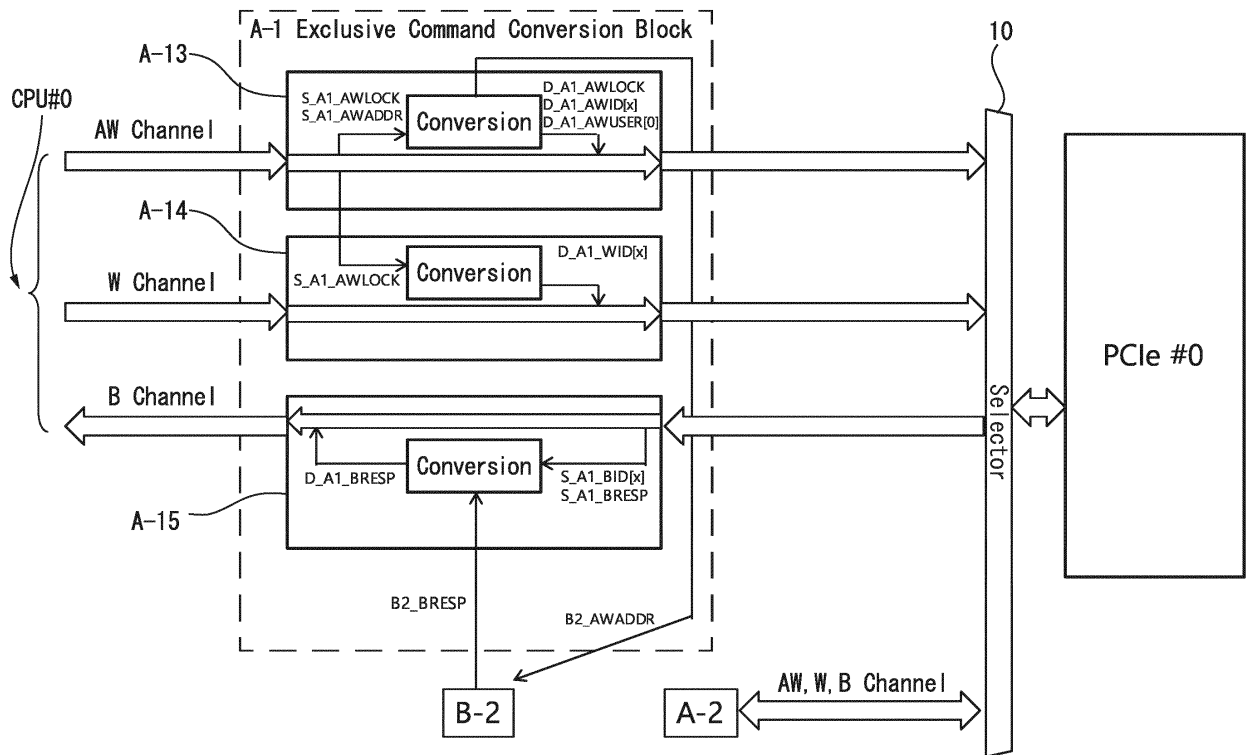 A-1 Exclusive Command Conversion Block
10
A-13
CPU#0
AW Channel
S_A1_AWLOCK
S_A1_AWADDR
Conversion
D_A1_AWLOCK
D_A1_AWID[x]
D_A1_AWUSER[0]
A-14
W Channel
S_A1_AWLOCK
Conversion
D_A1_WID[x]
PCIe #0
Selector
B Channel
D_A1_BRESP
Conversion
S_A1_BID[x]
S_A1_BRESP
A-15
B2_BRESP
B2_AWADDR
B-2
A-2
AW, W, B Channel